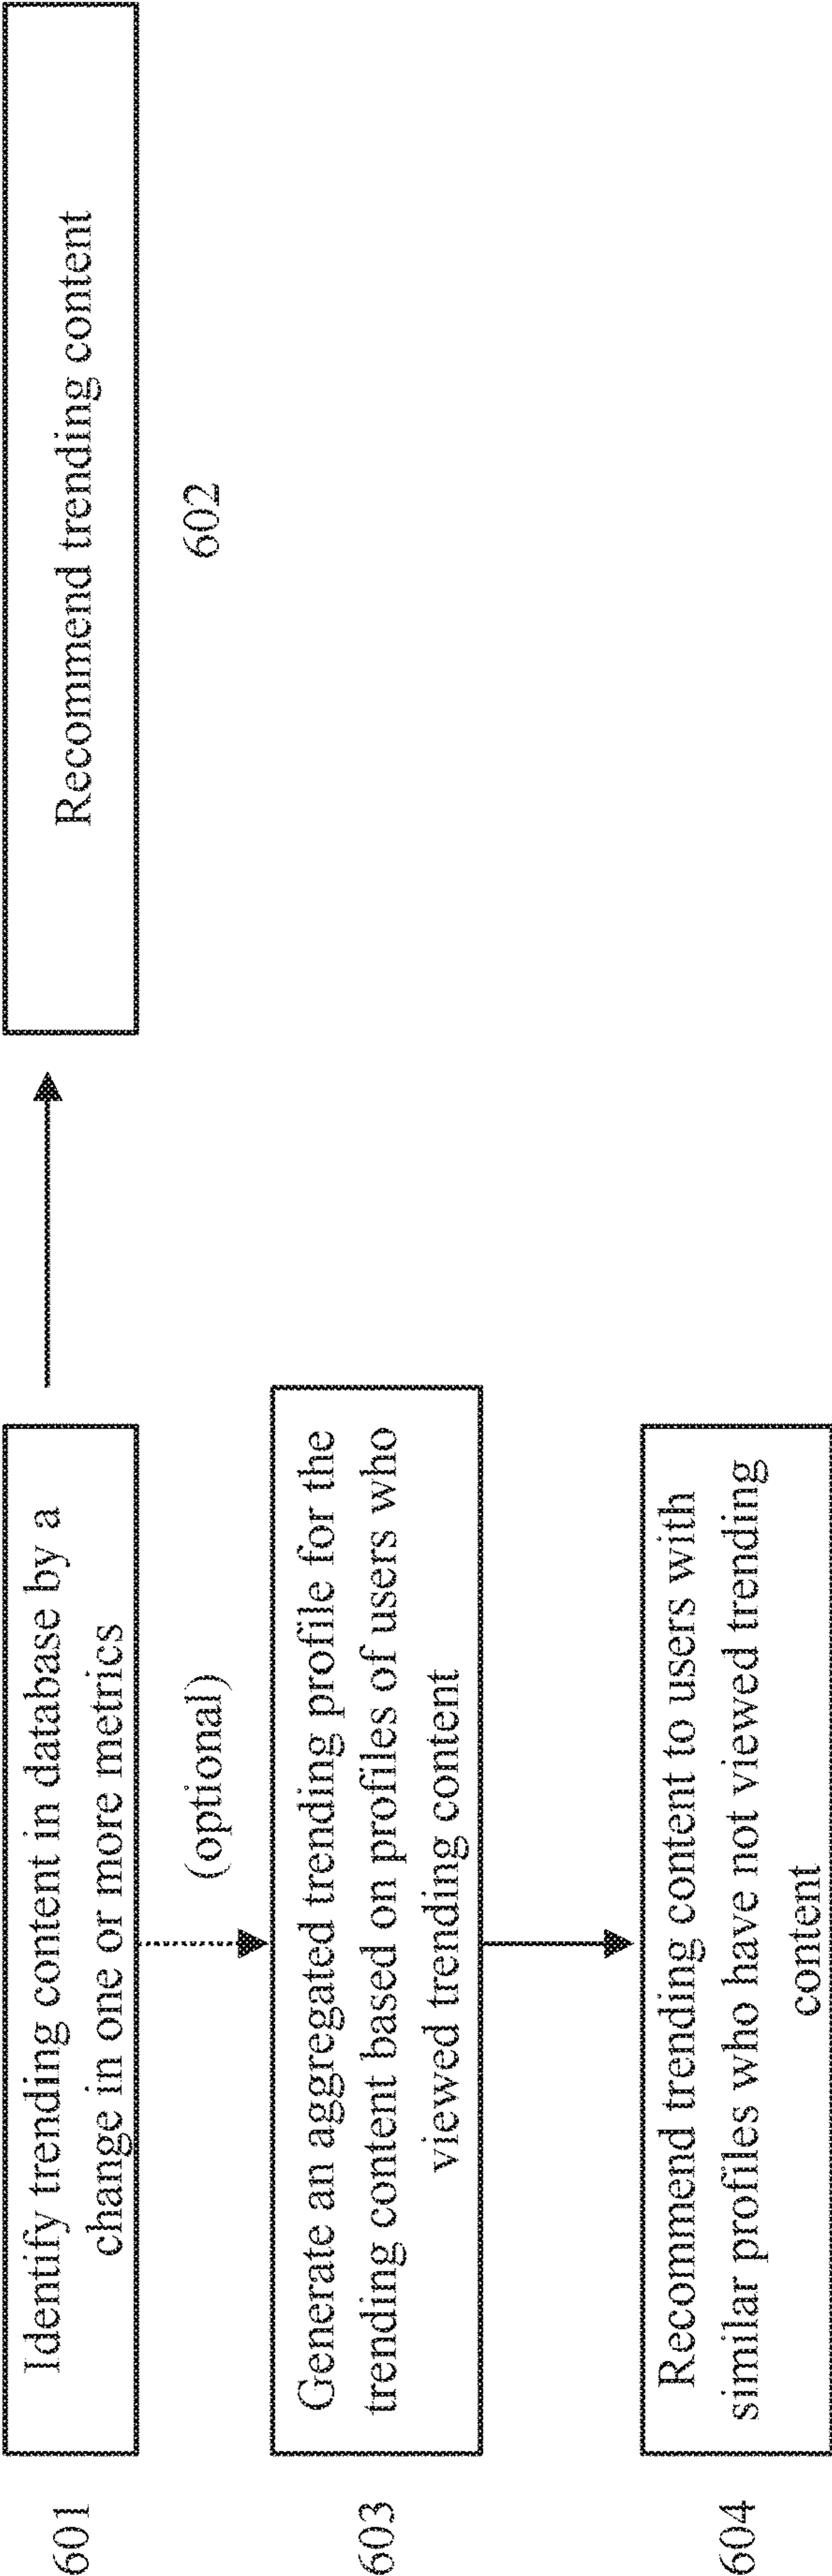 601
Identify trending content in database by a
change in one or more metrics
Recommend trending content
602
(optional)
603
Generate an aggregated trending profile for the
trending content based on profiles of users who
viewed trending content
604
Recommend trending content to users with
similar profiles who have not viewed trending
content